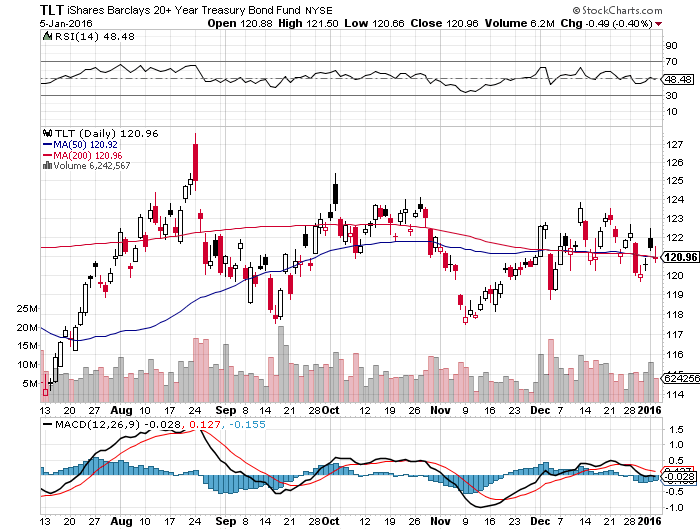 TLT iShares Barclays 20+ Year Treasury Bond Fund NYSE © StockCharts.com
5-Jan-2016 Open 120.88 High 121.50 Low 120.66 Close 120.96 Volume 6.2M Chg -0.49 (-0.40%)
RSI(14) 48.48
90
70
48.48
30
10
TLT (Daily) 120.96
MA(50) 120.92
MA(200) 120.96
Volume 6,242,567
127
126
125
124
123
122
120.96
120
119
118
117
116
115
114
25M
20M
15M
10M
5M
13 20 27 Aug 10 17 24 Sep 8 14 21 28 Oct 12 19 26 Nov 9 16 23 Dec 7 14 21 28 2016
MACD(12,26,9) -0.028, 0.127, -0.155
1.5
1.0
0.5
-0.028
-0.5
-1.0
13 20 27 Aug 10 17 24 Sep 8 14 21 28 Oct 12 19 26 Nov 9 16 23 Dec 7 14 21 28 2016